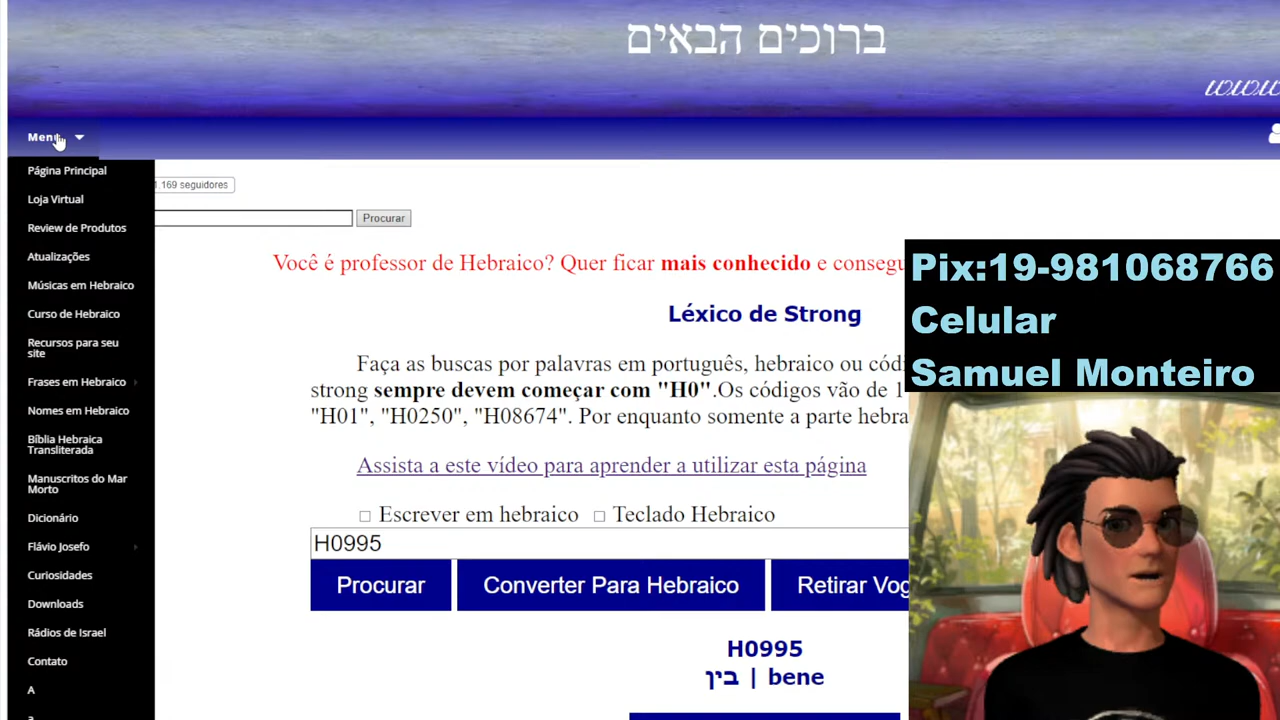 ברוכים הבאים
www
Menu
Página Principal
Loja Virtual
Review de Produtos
Atualizações
Músicas em Hebraico
Curso de Hebraico
Recursos para seu
site
Frases em Hebraico
Nomes em Hebraico
Bíblia Hebraica
Transliterada
Manuscritos do Mar
Morto
Dicionário
Flávio Josefo
Curiosidades
Downloads
Rádios de Israel
Contato
A
1.169 seguidores
Procurar
Você é professor de Hebraico? Quer ficar mais conhecido e consegu
Léxico de Strong
Faça as buscas por palavras em português, hebraico ou códi
strong sempre devem começar com "H0".Os códigos vão de 1
"H01", "H0250", "H08674". Por enquanto somente a parte hebra
Assista a este vídeo para aprender a utilizar esta página
Escrever em hebraico Teclado Hebraico
H0995
Procurar Converter Para Hebraico Retirar Vog
H0995
בין | bene
Pix:19-981068766
Celular
Samuel Monteiro